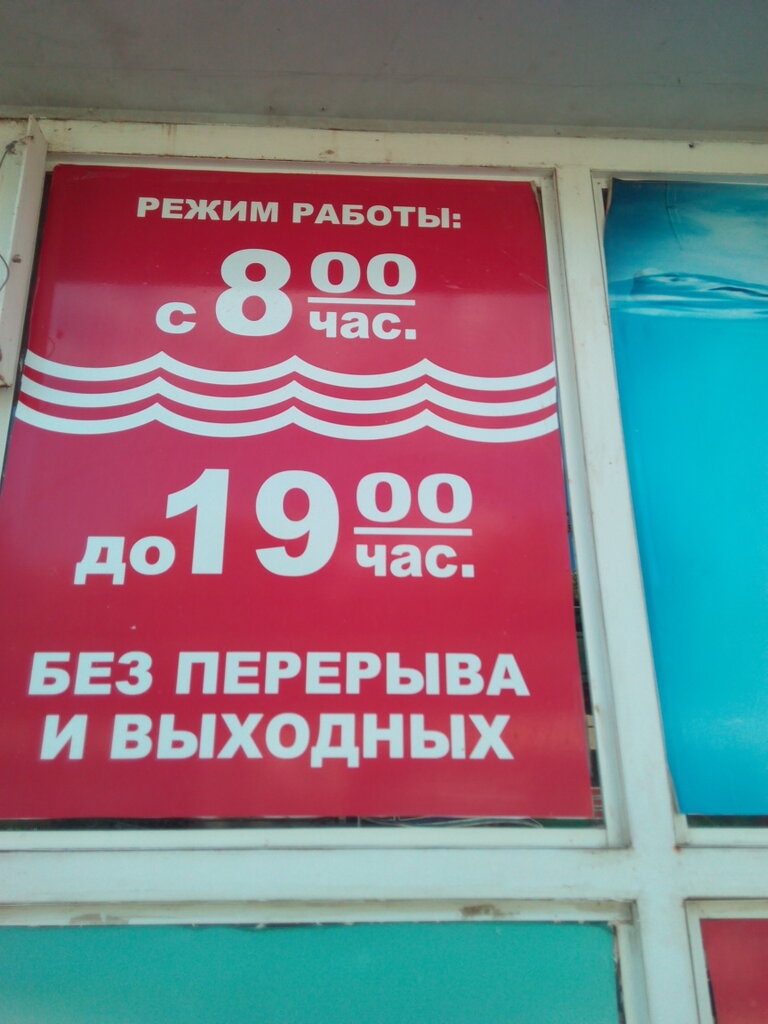 РЕЖИМ РАБОТЫ:
с 8 00 час.
до 19 00 час.
БЕЗ ПЕРЕРЫВА
И ВЫХОДНЫХ